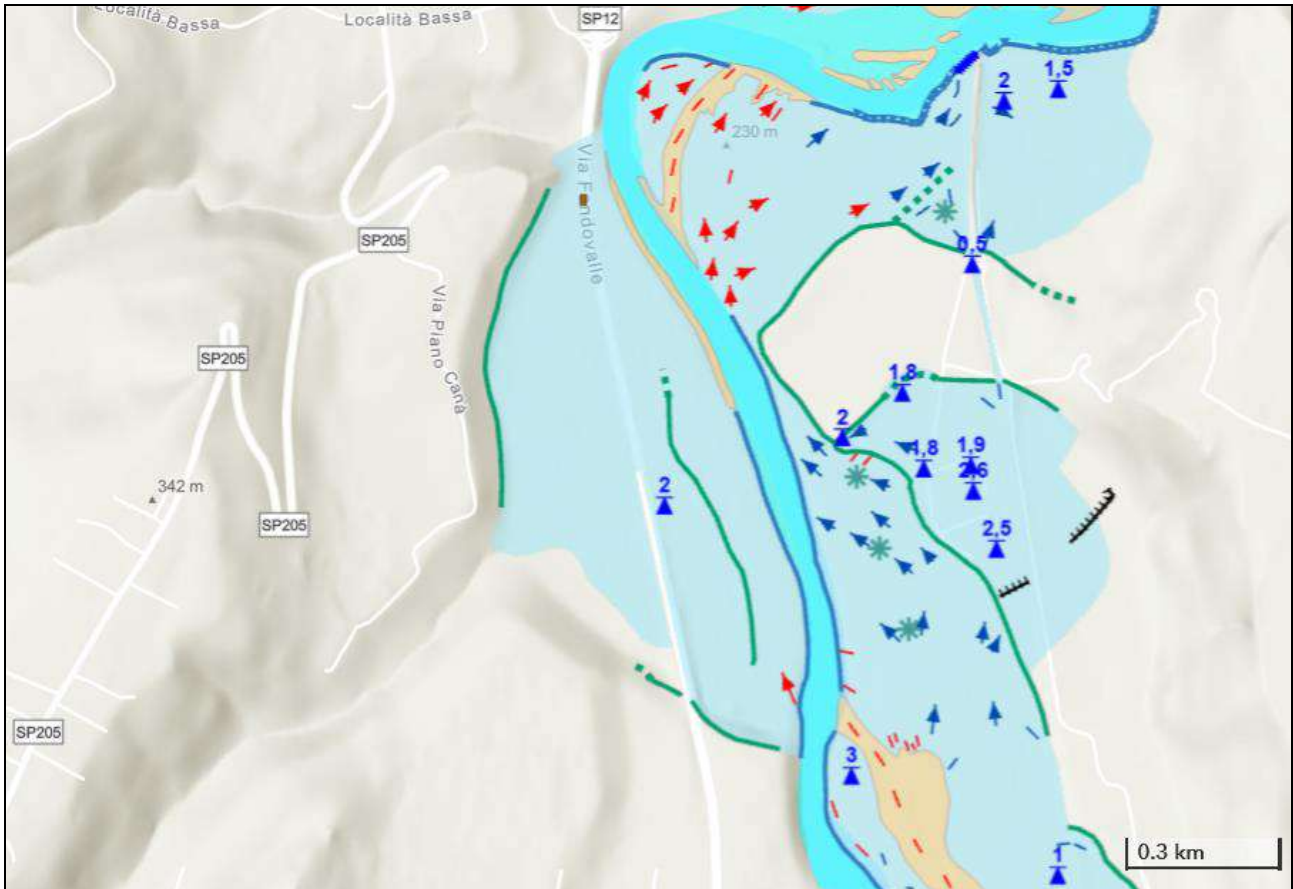 Località Bassa
Località Bassa
SP12
2
1,5
230 m
Via Fondovalle
SP205
0,5
Via Piano Canà
SP205
1,8
2
1,8
1,9
2,6
342 m
2
SP205
2,5
SP205
3
1
0.3 km